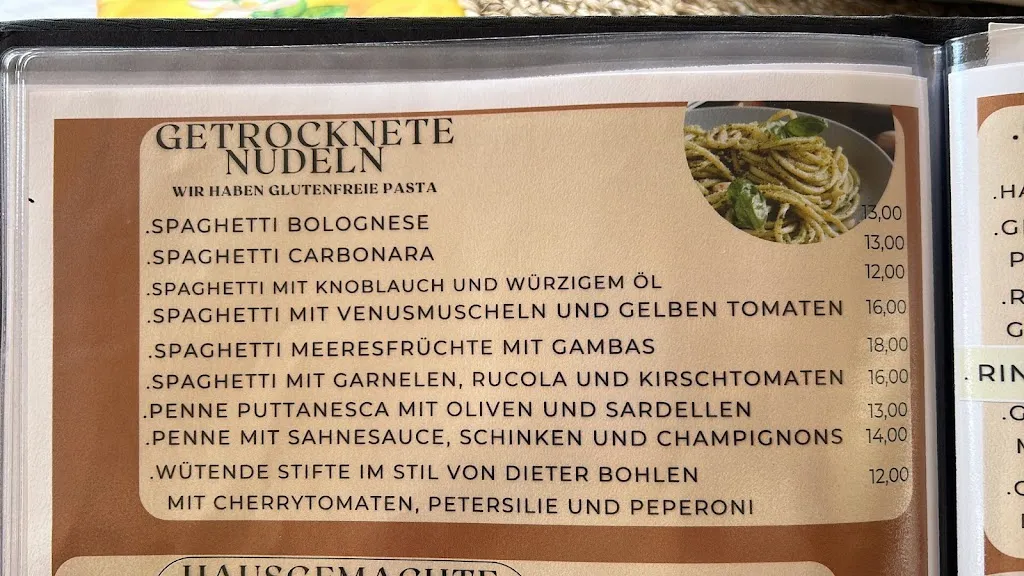 GETROCKNETE
NUDELN
WIR HABEN GLUTENFREIE PASTA
.SPAGHETTI BOLOGNESE 13,00
.SPAGHETTI CARBONARA 13,00
.SPAGHETTI MIT KNOBLAUCH UND WÜRZIGEM ÖL 12,00
.SPAGHETTI MIT VENUSMUSCHELN UND GELBEN TOMATEN 16,00
.SPAGHETTI MEERESFRÜCHTE MIT GAMBAS 18,00
.SPAGHETTI MIT GARNELEN, RUCOLA UND KIRSCHTOMATEN 16,00
.PENNE PUTTANESCA MIT OLIVEN UND SARDELLEN 13,00
.PENNE MIT SAHNESAUCE, SCHINKEN UND CHAMPIGNONS 14,00
.WÜTENDE STIFTE IM STIL VON DIETER BOHLEN 12,00
MIT CHERRYTOMATEN, PETERSILIE UND PEPERONI
HAUSGEMACHTE